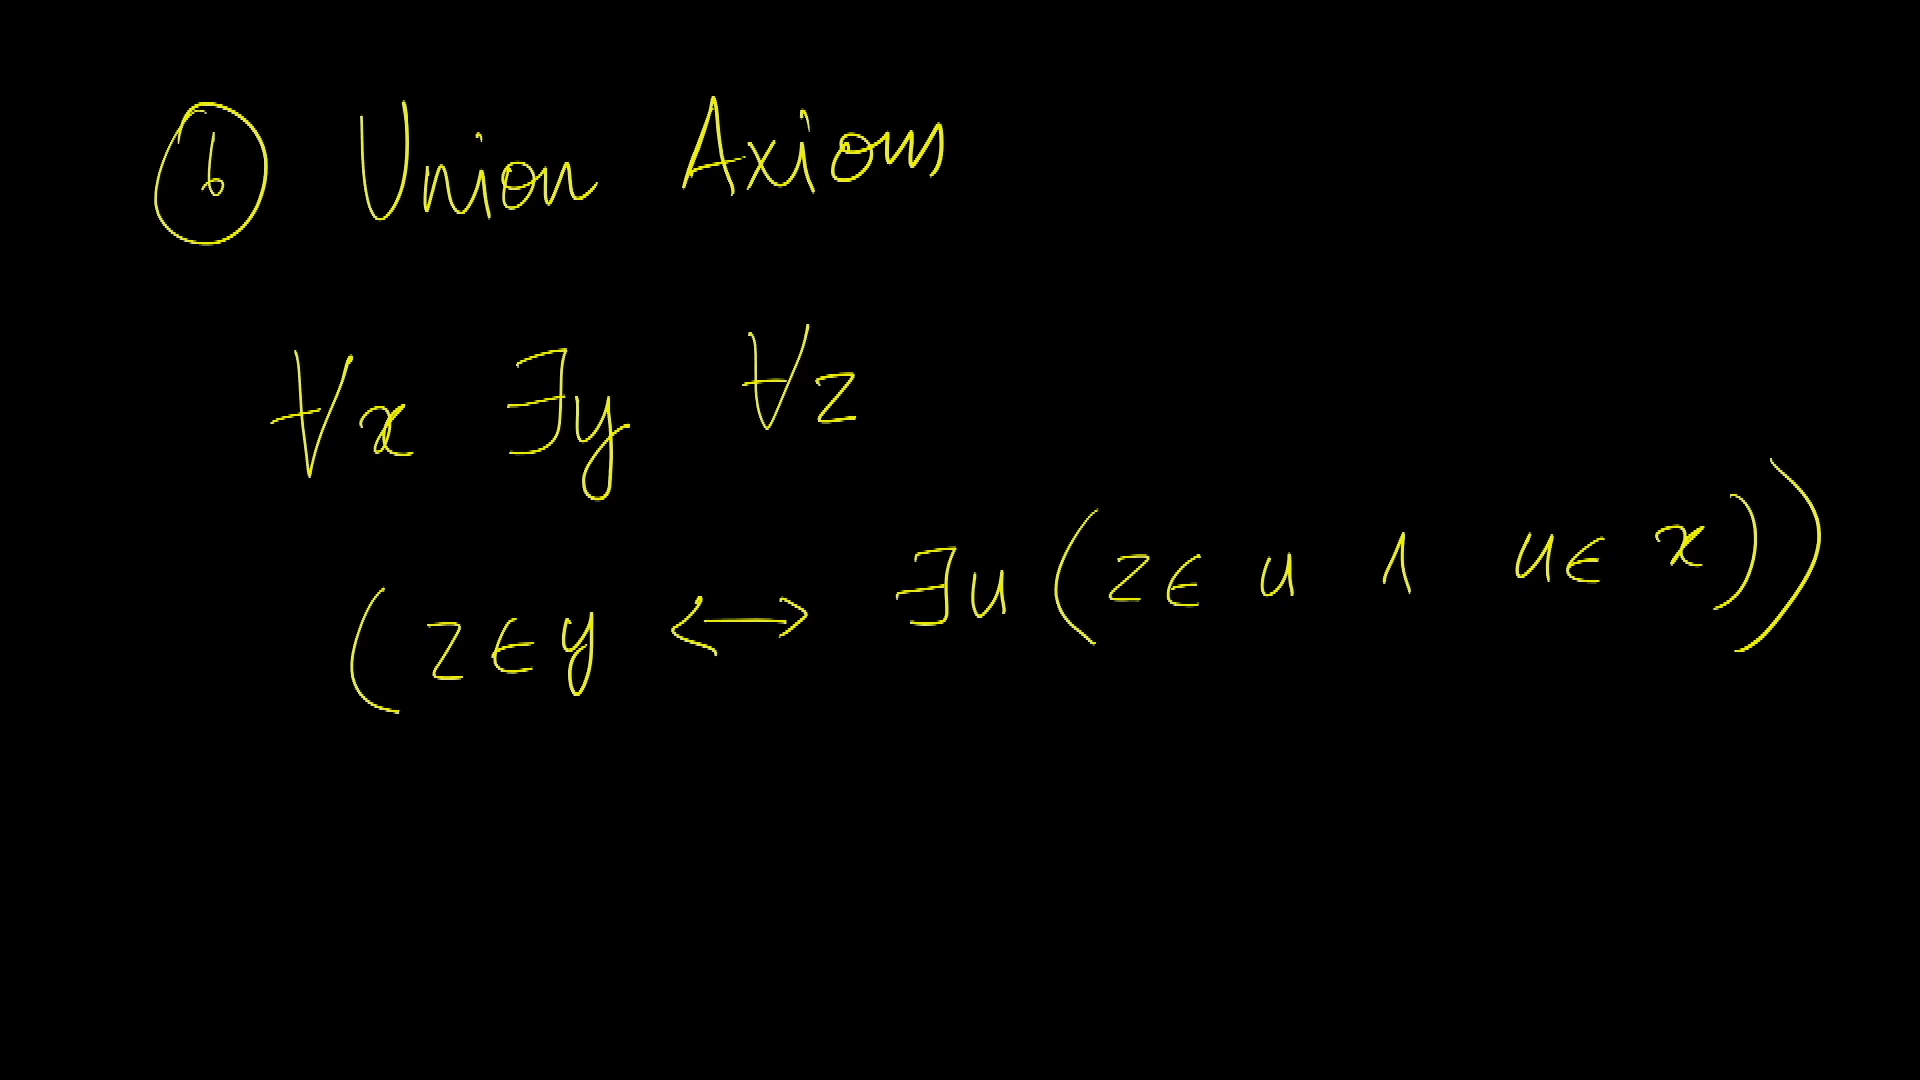 ⑥ Union Axiom
∀x ∃y ∀z
(z∈y ⟷ ∃u(z∈u ∧ u∈x))